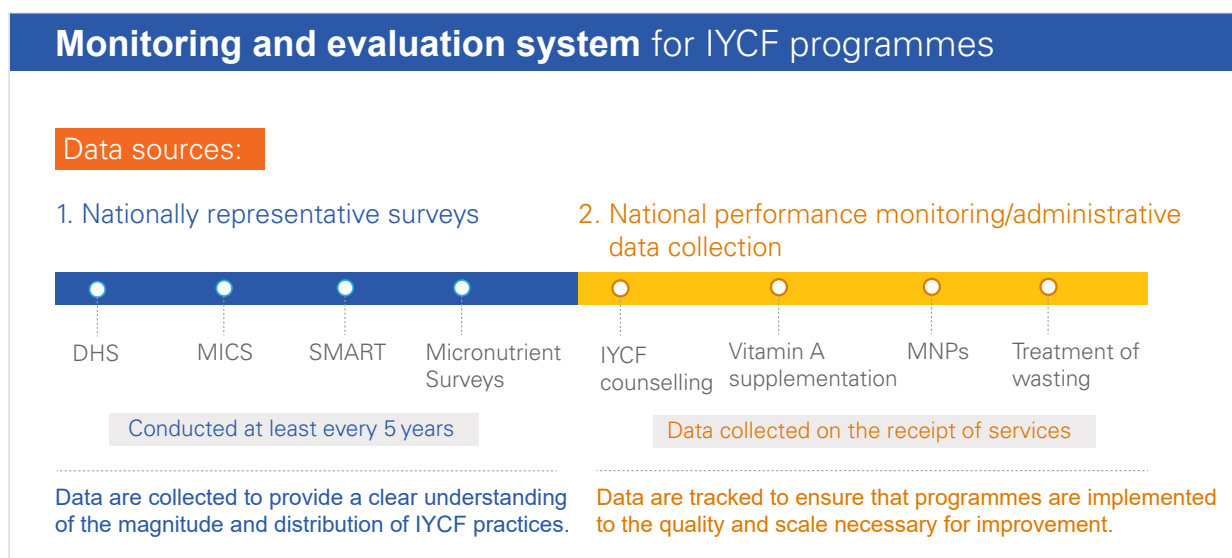 Monitoring and evaluation system for IYCF programmes
Data sources:
1. Nationally representative surveys
2. National performance monitoring/administrative
data collection
DHS
MICS
SMART
Micronutrient
Surveys
IYCF
counselling
Vitamin A
supplementation
MNPs
Treatment of
wasting
Conducted at least every 5 years
Data collected on the receipt of services
Data are collected to provide a clear understanding
of the magnitude and distribution of IYCF practices.
Data are tracked to ensure that programmes are implemented
to the quality and scale necessary for improvement.